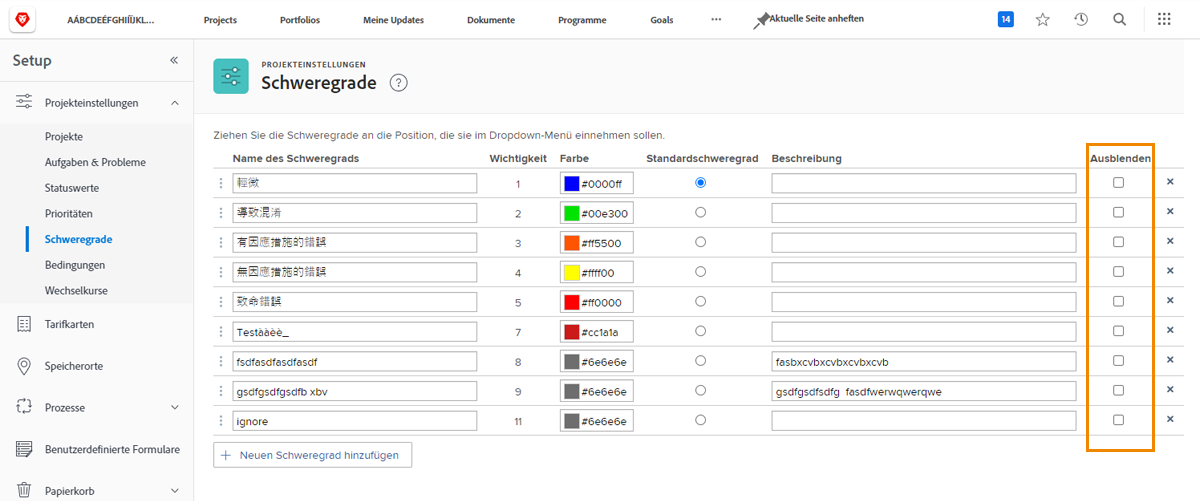 AÁBCDEÉFGHIÍJKL...
Projects
Portfolios
Meine Updates
Dokumente
Programme
Goals
Aktuelle Seite anheften
14
Setup
PROJEKTEINSTELLUNGEN
Schweregrade
Projekteinstellungen
Projekte
Aufgaben & Probleme
Statuswerte
Prioritäten
Schweregrade
Bedingungen
Wechselkurse
Tarifkarten
Speicherorte
Prozesse
Benutzerdefinierte Formulare
Papierkorb
Ziehen Sie die Schweregrade an die Position, die sie im Dropdown-Menü einnehmen sollen.
Name des Schweregrads Wichtigkeit Farbe Standardschweregrad Beschreibung Ausblenden
輕微 1 #0000ff
導致混淆 2 #00e300
有因應措施的錯誤 3 #ff5500
無因應措施的錯誤 4 #ffff00
致命錯誤 5 #ff0000
Testàáèè_ 7 #cc1a1a
fsdfasdfasdfasdf 8 #6e6e6e fasbxcvbxcvbxcvbxcvb
gsdfgsdfgsdfb xbv 9 #6e6e6e gsdfgsdfsdfg fasdfwerwqwerqwe
ignore 11 #6e6e6e
Neuen Schweregrad hinzufügen